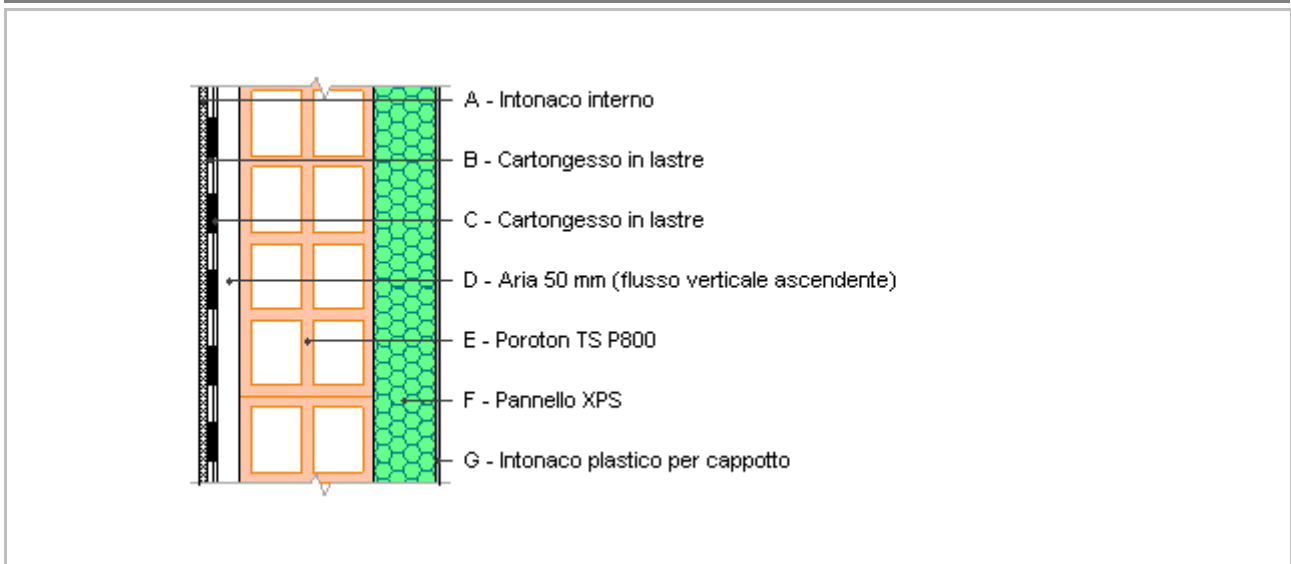 A - Intonaco interno
B - Cartongesso in lastre
C - Cartongesso in lastre
D - Aria 50 mm (flusso verticale ascendente)
E - Poroton TS P800
F - Pannello XPS
G - Intonaco plastico per cappotto